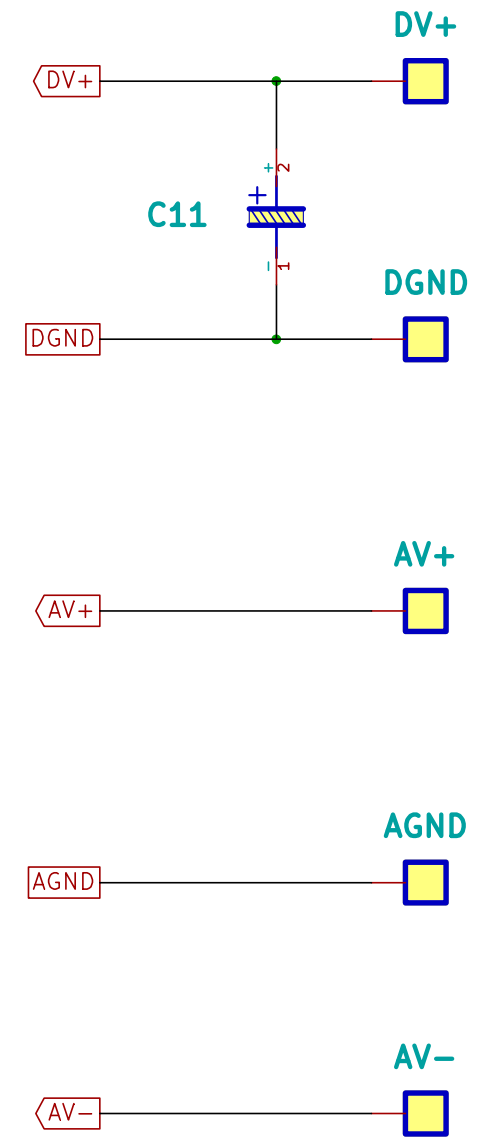 DV+
DV+
+ 2
+
C11
- 1
DGND
DGND
AV+
AV+
AGND
AGND
AV-
AV-